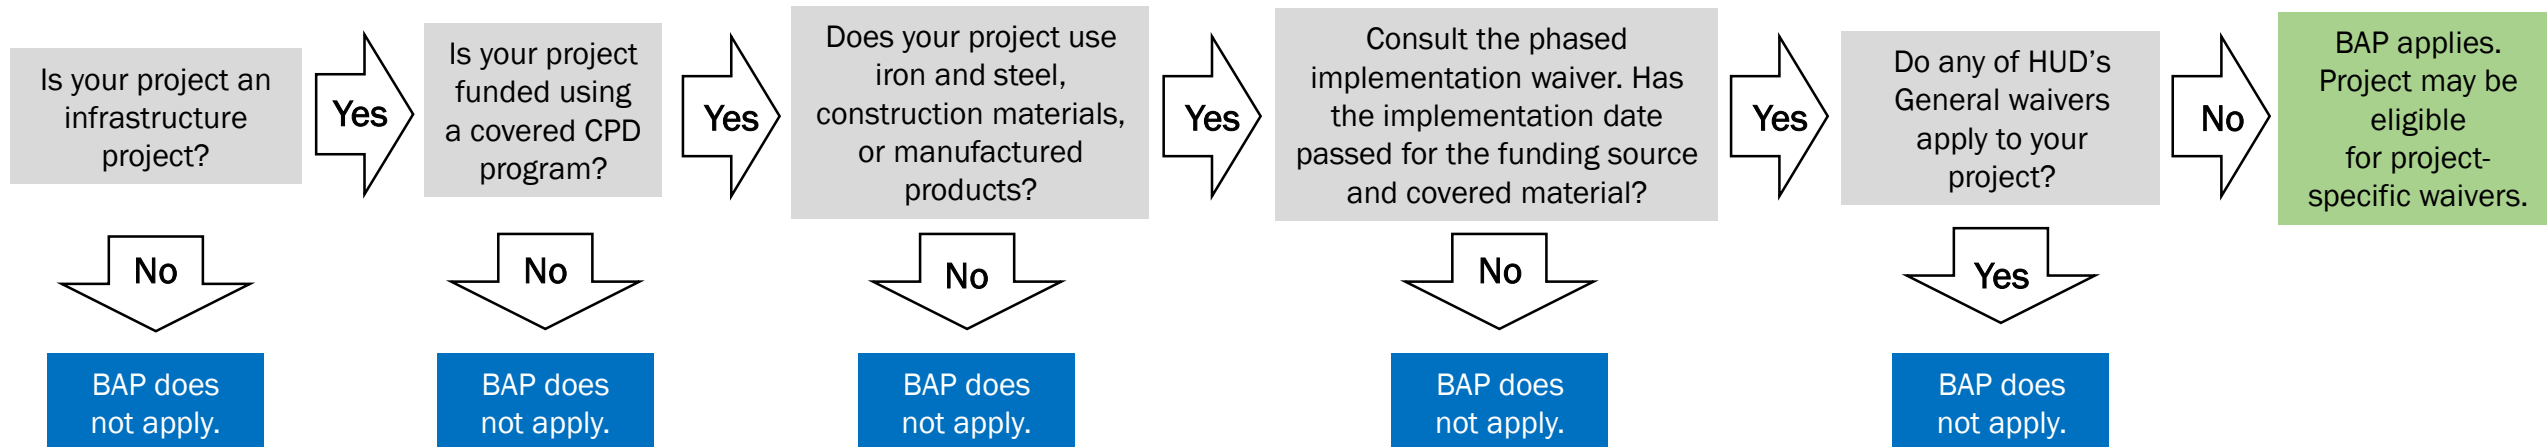 Is your project an
infrastructure
project?
Yes
Is your project
funded using
a covered CPD
program?
Yes
Does your project use
iron and steel,
construction materials,
or manufactured
products?
Yes
Consult the phased
implementation waiver. Has
the implementation date
passed for the funding source
and covered material?
Yes
Do any of HUD’s
General waivers
apply to your
project?
No
BAP applies.
Project may be
eligible
for project-
specific waivers.
No
No
No
No
Yes
BAP does
not apply.
BAP does
not apply.
BAP does
not apply.
BAP does
not apply.
BAP does
not apply.